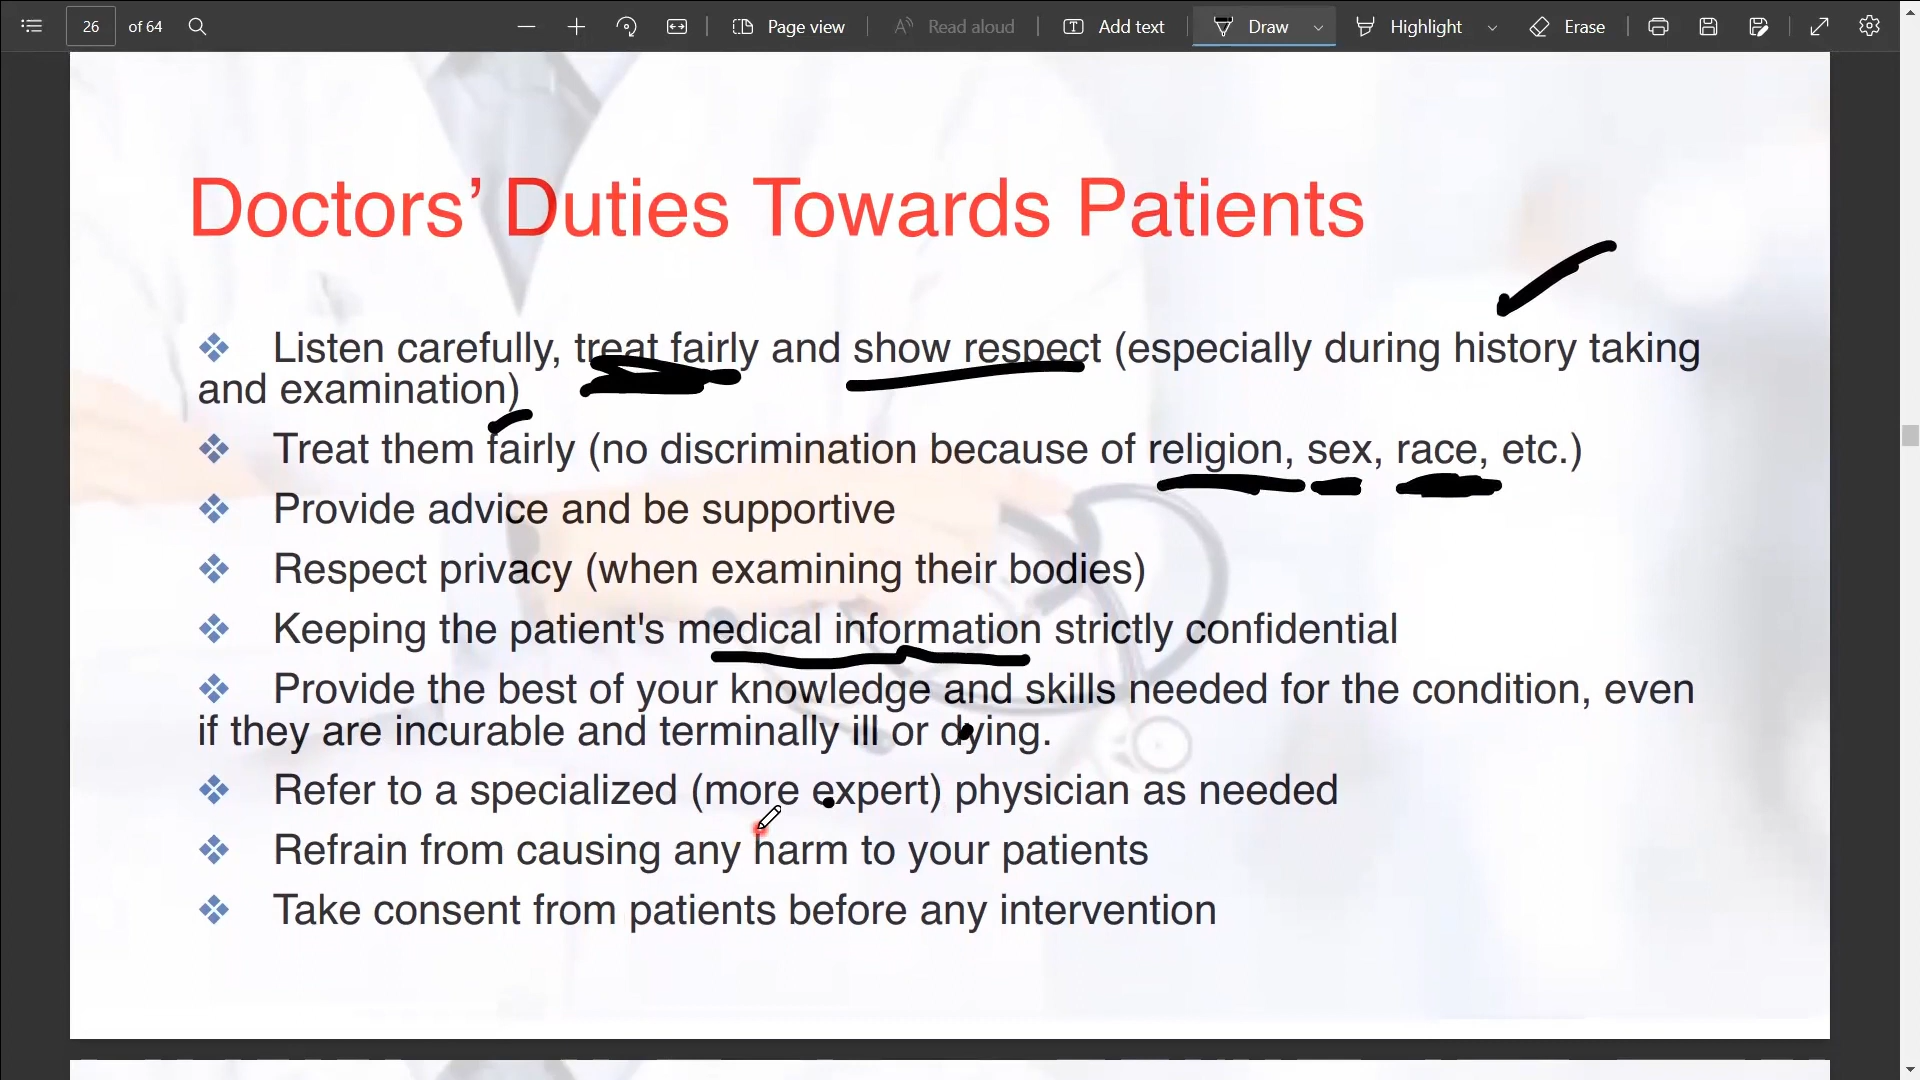 26 of 64 Page view Read aloud Add text Draw Highlight Erase
Doctors’ Duties Towards Patients
❖ Listen carefully, treat fairly and show respect (especially during history taking
and examination)
❖ Treat them fairly (no discrimination because of religion, sex, race, etc.)
❖ Provide advice and be supportive
❖ Respect privacy (when examining their bodies)
❖ Keeping the patient's medical information strictly confidential
❖ Provide the best of your knowledge and skills needed for the condition, even
if they are incurable and terminally ill or dying.
❖ Refer to a specialized (more expert) physician as needed
❖ Refrain from causing any harm to your patients
❖ Take consent from patients before any intervention